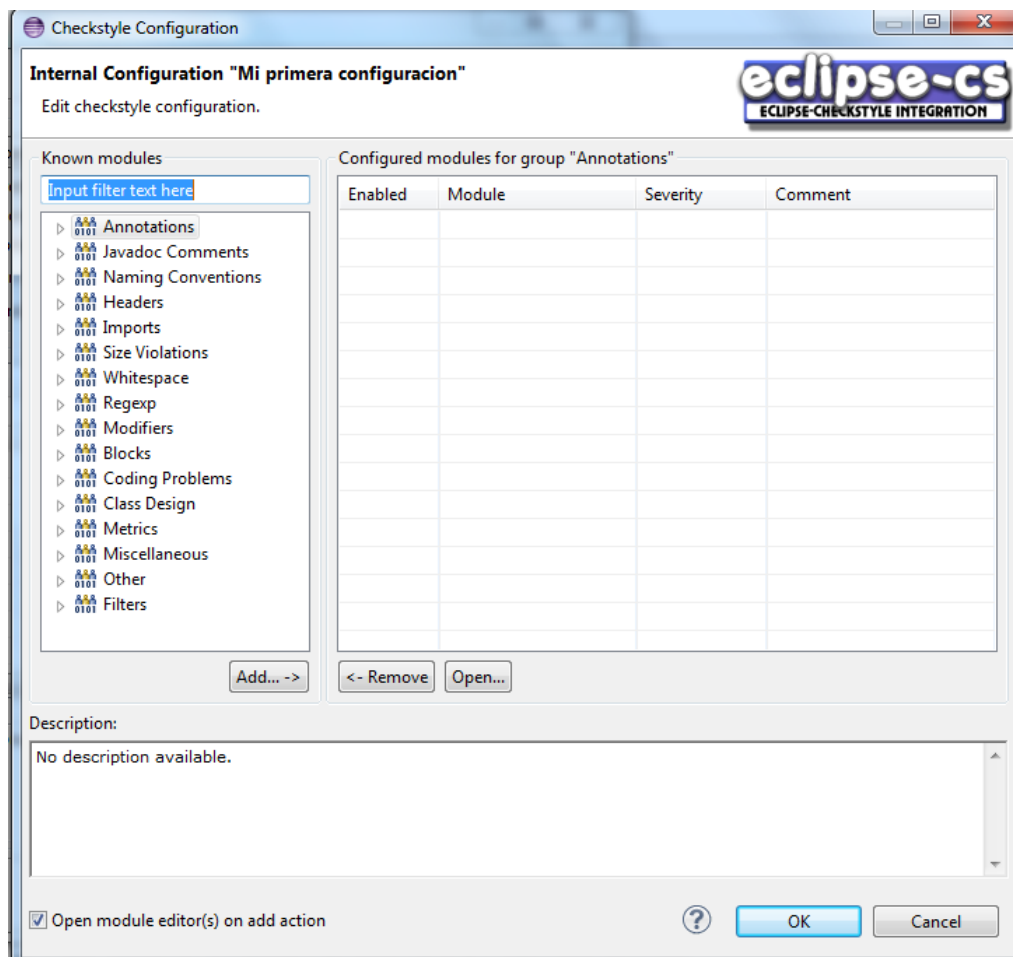 Checkstyle Configuration
Internal Configuration "Mi primera configuracion"
Edit checkstyle configuration.
eclipse-cs
ECLIPSE-CHECKSTYLE INTEGRATION
Known modules
Input filter text here
Annotations
Javadoc Comments
Naming Conventions
Headers
Imports
Size Violations
Whitespace
Regexp
Modifiers
Blocks
Coding Problems
Class Design
Metrics
Miscellaneous
Other
Filters
Add... ->
Configured modules for group "Annotations"
Enabled Module Severity Comment
<- Remove Open...
Description:
No description available.
Open module editor(s) on add action
? OK Cancel